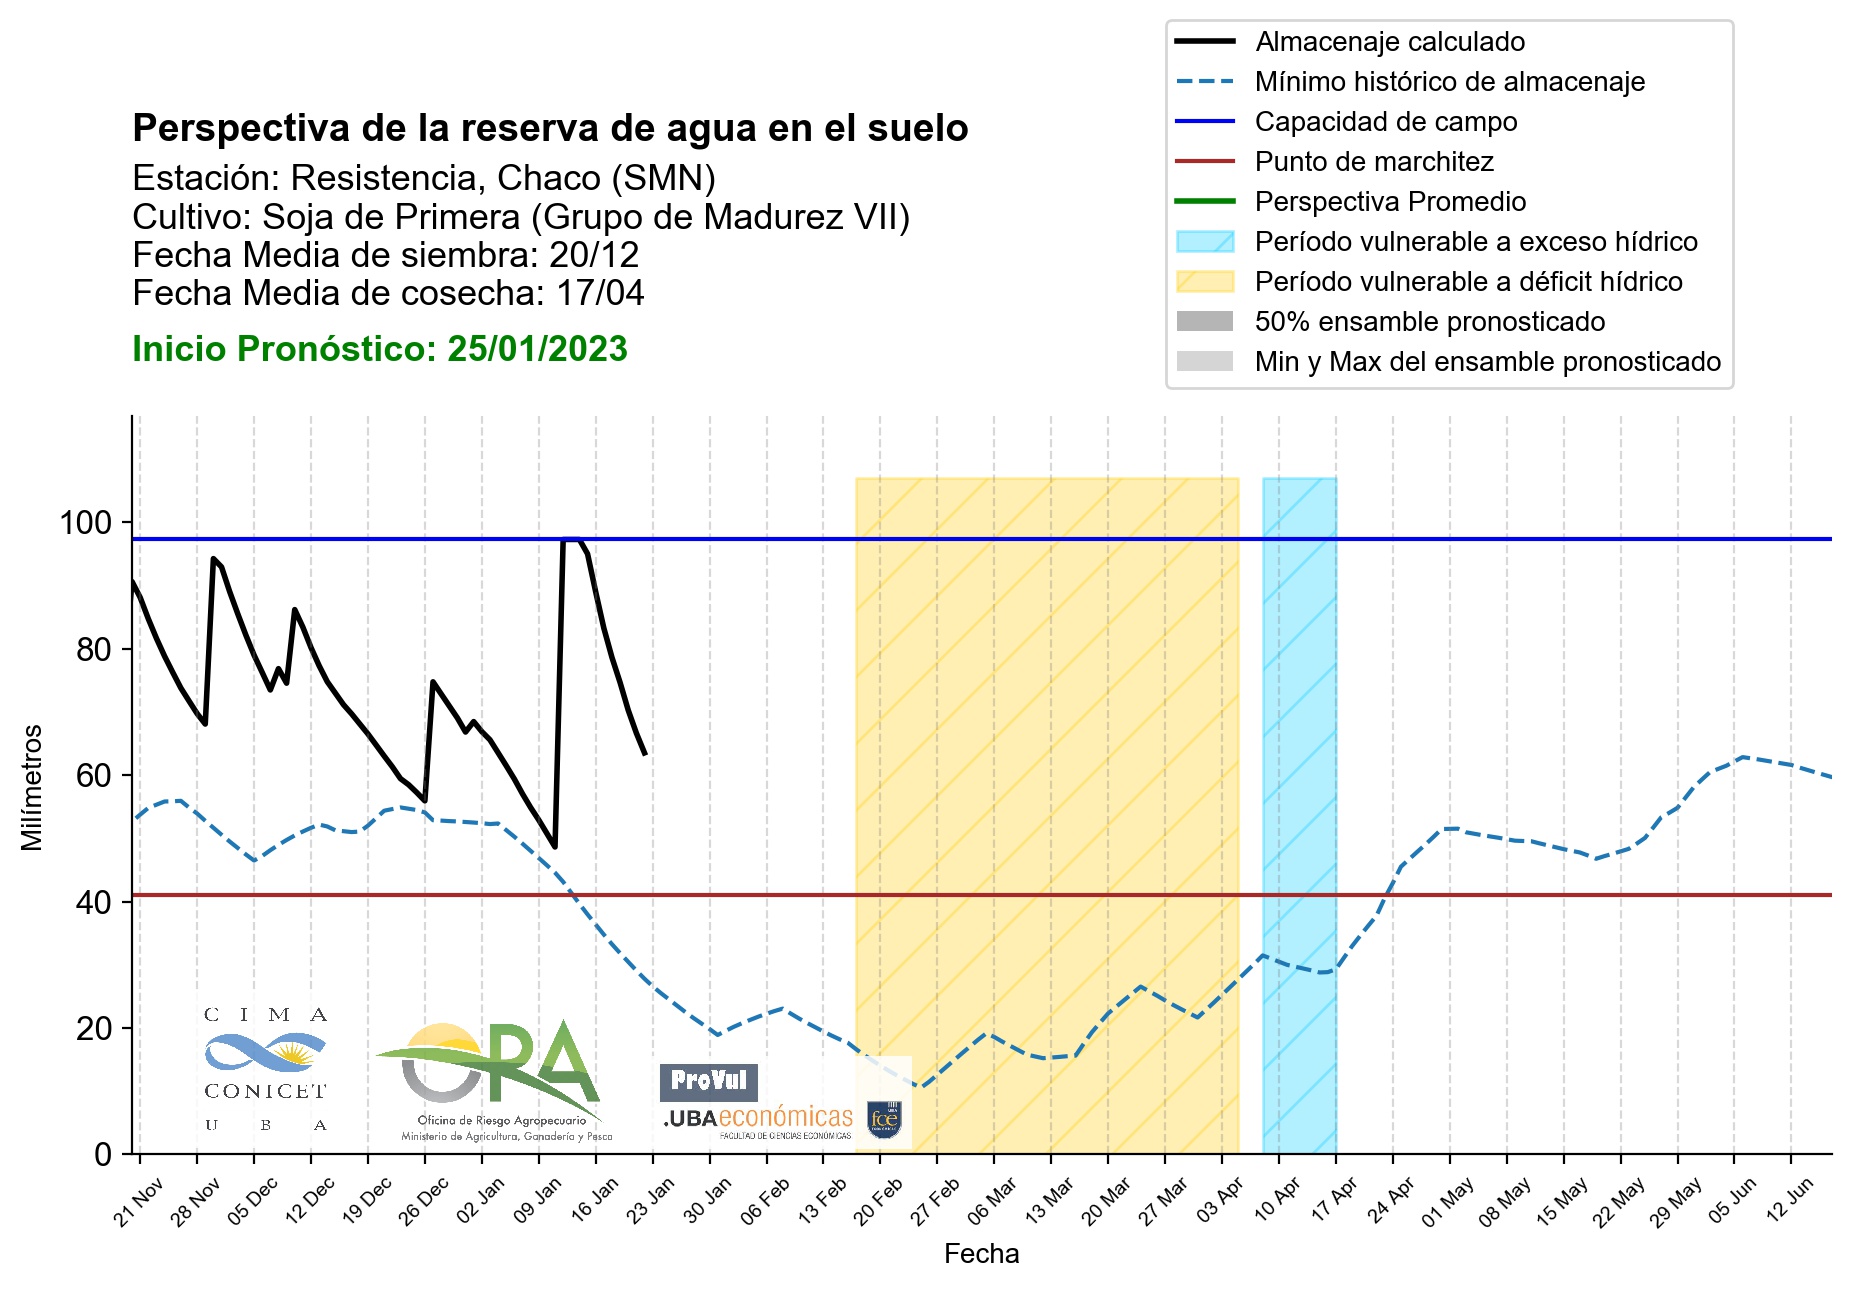 Almacenaje calculado
Mínimo histórico de almacenaje
Capacidad de campo
Punto de marchitez
Perspectiva Promedio
Período vulnerable a exceso hídrico
Período vulnerable a déficit hídrico
50% ensamble pronosticado
Min y Max del ensamble pronosticado
Perspectiva de la reserva de agua en el suelo
Estación: Resistencia, Chaco (SMN)
Cultivo: Soja de Primera (Grupo de Madurez VII)
Fecha Media de siembra: 20/12
Fecha Media de cosecha: 17/04
Inicio Pronóstico: 25/01/2023
Milímetros
100
80
60
40
20
0
CIMA
CONICET
UBA
ORA
Oficina de Riesgo Agropecuario
Ministerio de Agricultura, Ganadería y Pesca
ProVul
.UBAeconómicas
FACULTAD DE CIENCIAS ECONÓMICAS
fce
21 Nov
28 Nov
05 Dec
12 Dec
19 Dec
26 Dec
02 Jan
09 Jan
16 Jan
23 Jan
30 Jan
06 Feb
13 Feb
20 Feb
27 Feb
06 Mar
13 Mar
20 Mar
27 Mar
03 Apr
10 Apr
17 Apr
24 Apr
01 May
08 May
15 May
22 May
29 May
05 Jun
12 Jun
Fecha